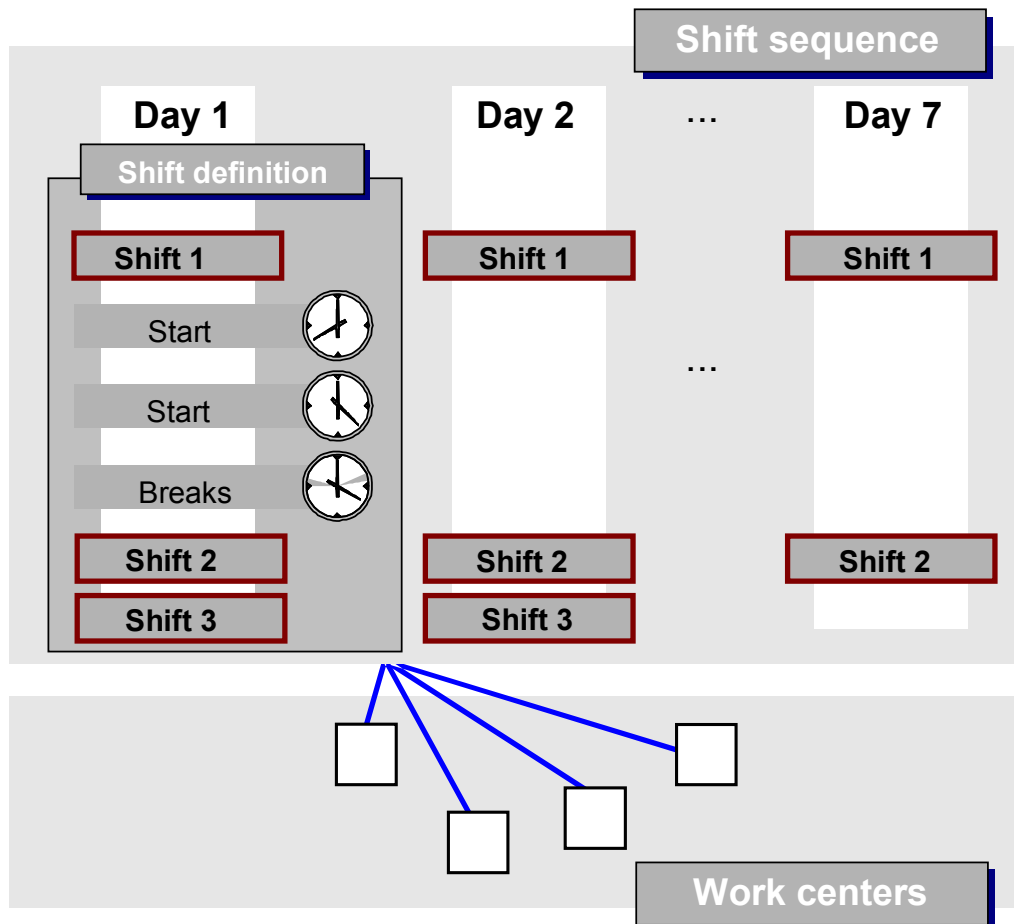 Shift sequence
Day 1 Day 2 ... Day 7
Shift definition
Shift 1 Shift 1 Shift 1
Start
...
Start
Breaks
Shift 2 Shift 2 Shift 2
Shift 3 Shift 3
Work centers